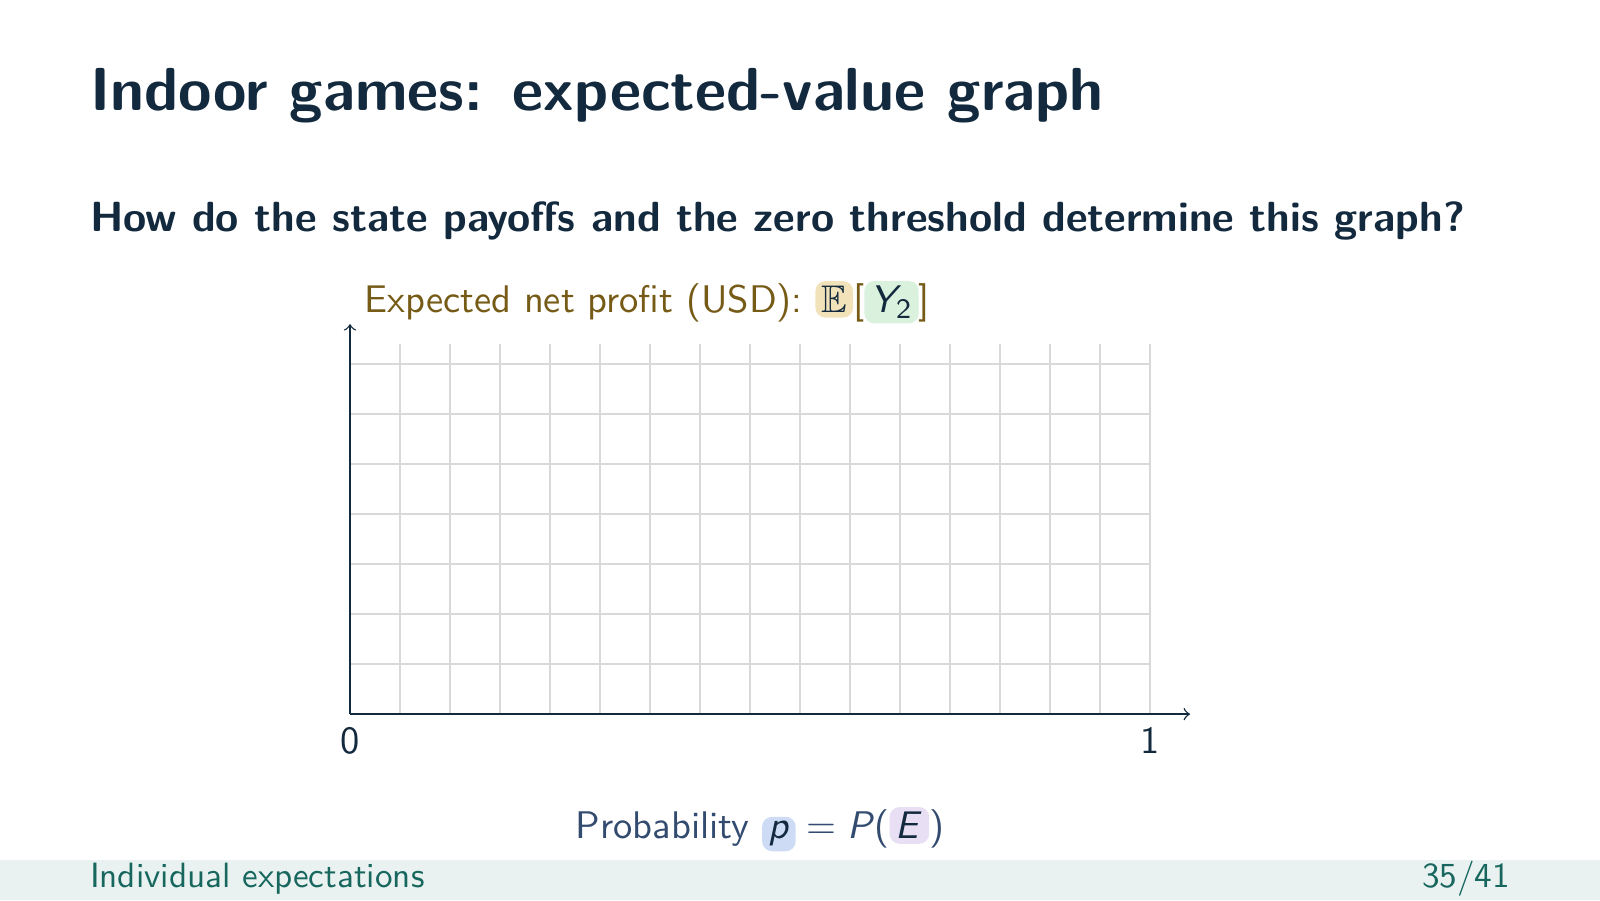 Indoor games: expected-value graph
How do the state payoffs and the zero threshold determine this graph?
Expected net profit (USD): 𝔼[Y₂]
0 1
Probability p = P(E)
Individual expectations 35/41